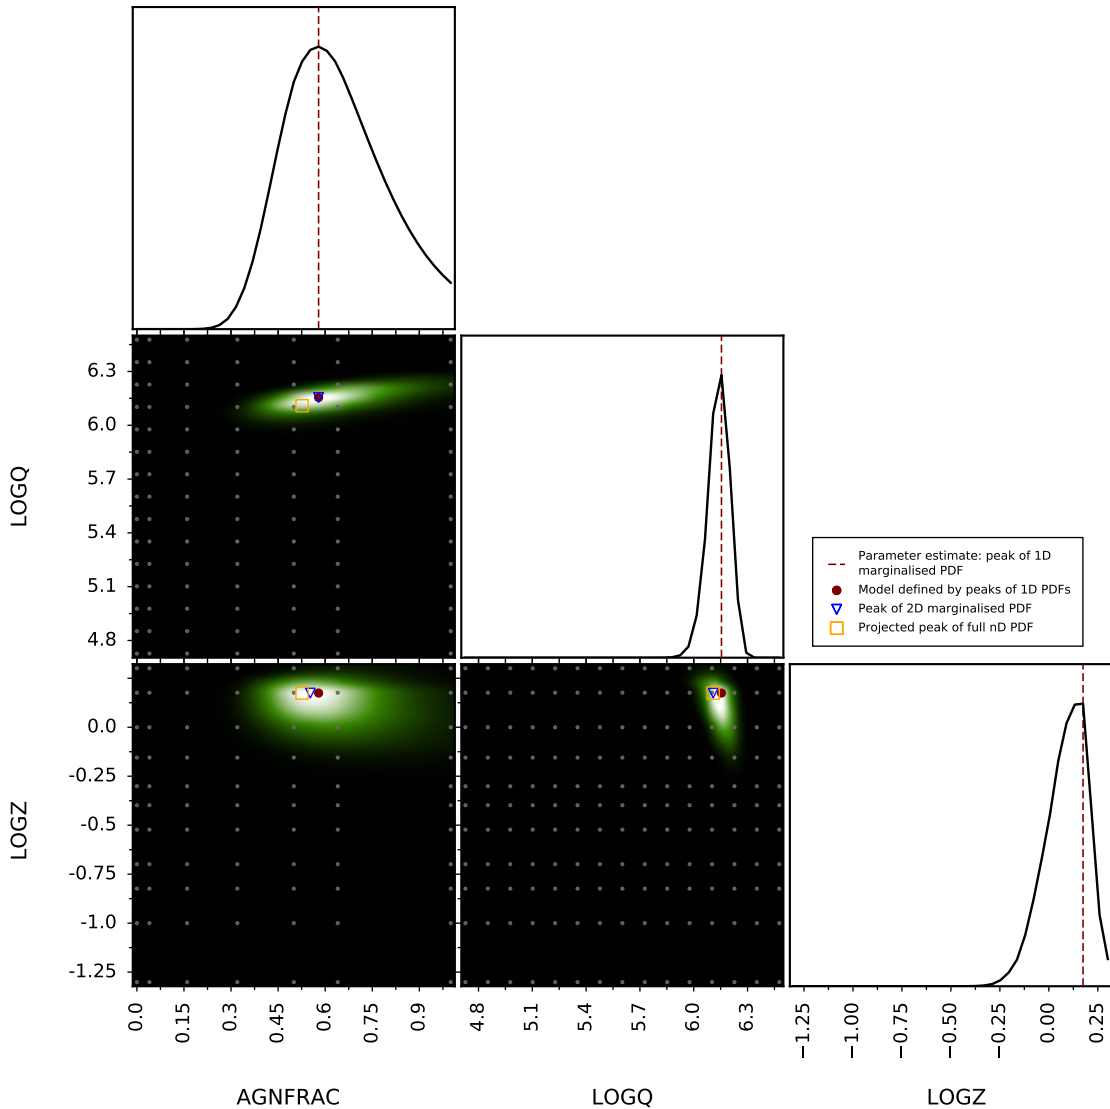 6.3
6.0
5.7
5.4
5.1
4.8
LOGQ
Parameter estimate: peak of 1D
marginalised PDF
Model defined by peaks of 1D PDFs
Peak of 2D marginalised PDF
Projected peak of full nD PDF
0.0
-0.25
-0.5
-0.75
-1.0
-1.25
LOGZ
0.0 0.15 0.3 0.45 0.6 0.75 0.9
4.8 5.1 5.4 5.7 6.0 6.3
−1.25 −1.00 −0.75 −0.50 −0.25 0.00 0.25
AGNFRAC LOGQ LOGZ